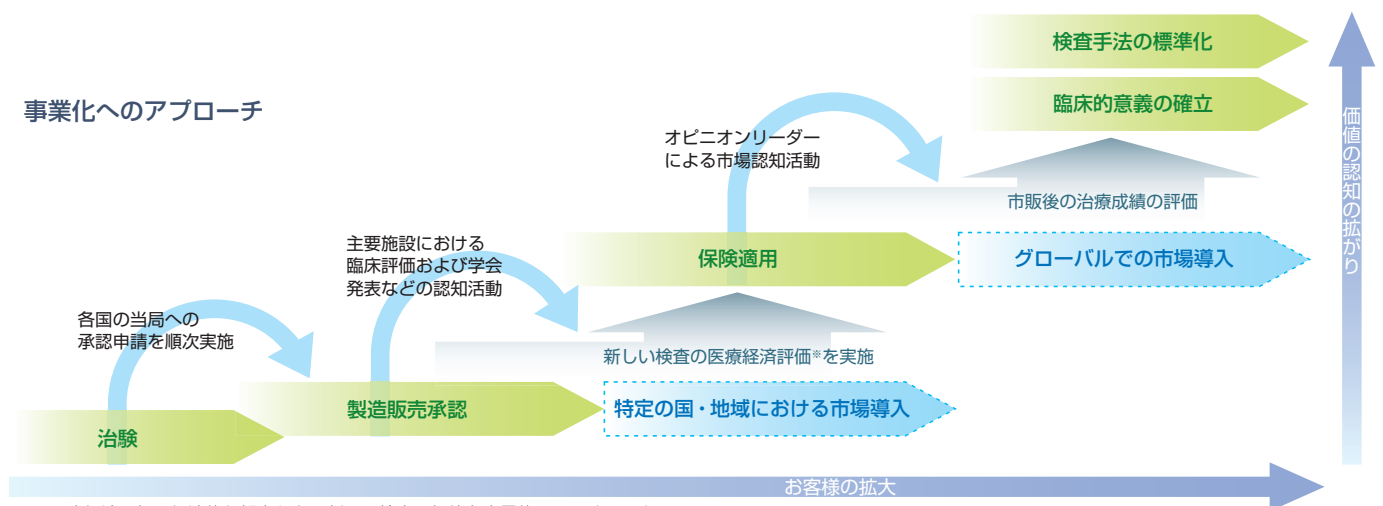 事業化へのアプローチ
検査手法の標準化
臨床的意義の確立
オピニオンリーダー
による市場認知活動
市販後の治療成績の評価
価値の認知の拡がり
主要施設における
臨床評価および学会
発表などの認知活動
保険適用
グローバルでの市場導入
各国の当局への
承認申請を順次実施
新しい検査の医療経済評価※を実施
製造販売承認
特定の国・地域における市場導入
治験
お客様の拡大